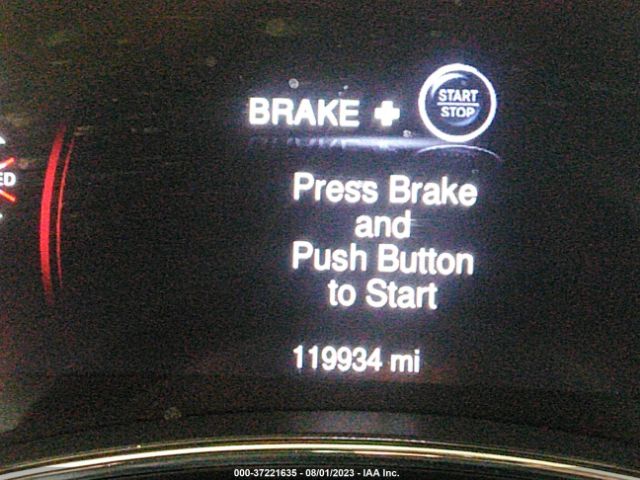 BRAKE + START
STOP
Press Brake
and
Push Button
to Start
119934 mi
000-37221635 - 08/01/2023 - IAA Inc.